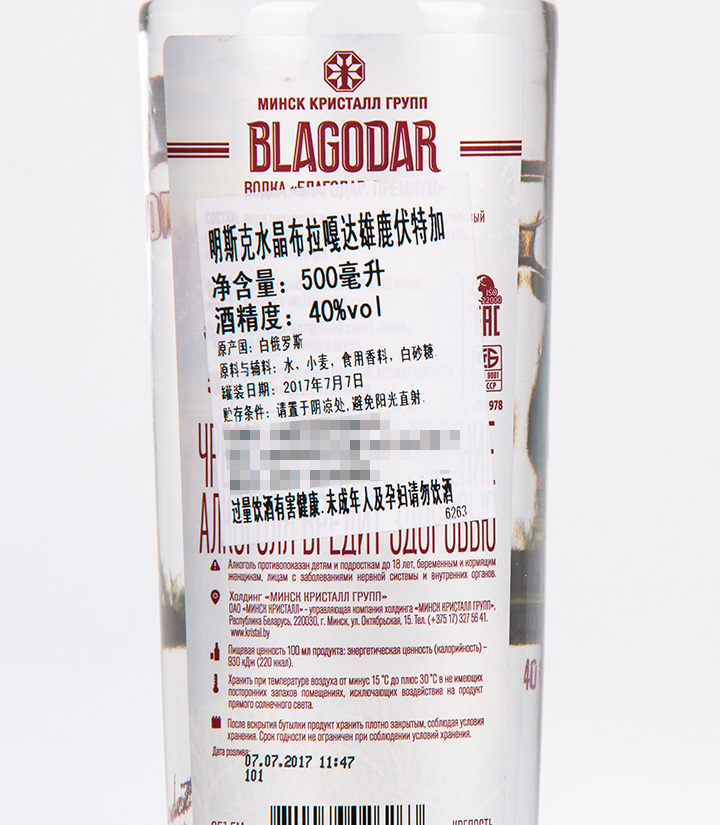 МИНСК КРИСТАЛЛ ГРУПП
BLAGODAR
ВОДКА «БЛАГОДАР. ПРЕМИУМ»
明斯克水晶布拉嘎达雄鹿伏特加
净含量：500毫升
酒精度：40%vol
原产国：白俄罗斯
原料与辅料：水，小麦，食用香料，白砂糖.
罐装日期：2017年7月7日
贮存条件：请置于阴凉处,避免阳光直射.
过量饮酒有害健康.未成年人及孕妇请勿饮酒
6263
ISO
22000
978
АЛКОГОЛЯ ВРЕДИТ ЗДОРОВЬЮ
Алкоголь противопоказан детям и подросткам до 18 лет, беременным и кормящим
женщинам, лицам с заболеваниями нервной системы и внутренних органов.
Холдинг «МИНСК КРИСТАЛЛ ГРУПП»
ОАО «МИНСК КРИСТАЛЛ» - управляющая компания холдинга «МИНСК КРИСТАЛЛ ГРУПП»,
Республика Беларусь, 220030, г. Минск, ул. Октябрьская, 15. Тел. (+375 17) 327 56 41.
www.kristal.by
Пищевая ценность 100 мл продукта: энергетическая ценность (калорийность) –
930 кДж (220 ккал).
Хранить при температуре воздуха от минус 15 °С до плюс 30 °С в не имеющих
посторонних запахов помещениях, исключающих воздействие на продукт
прямого солнечного света.
После вскрытия бутылки продукт хранить плотно закрытым, соблюдая условия
хранения. Срок годности не ограничен при соблюдении условий хранения.
Дата розлива:
07.07.2017 11:47
101